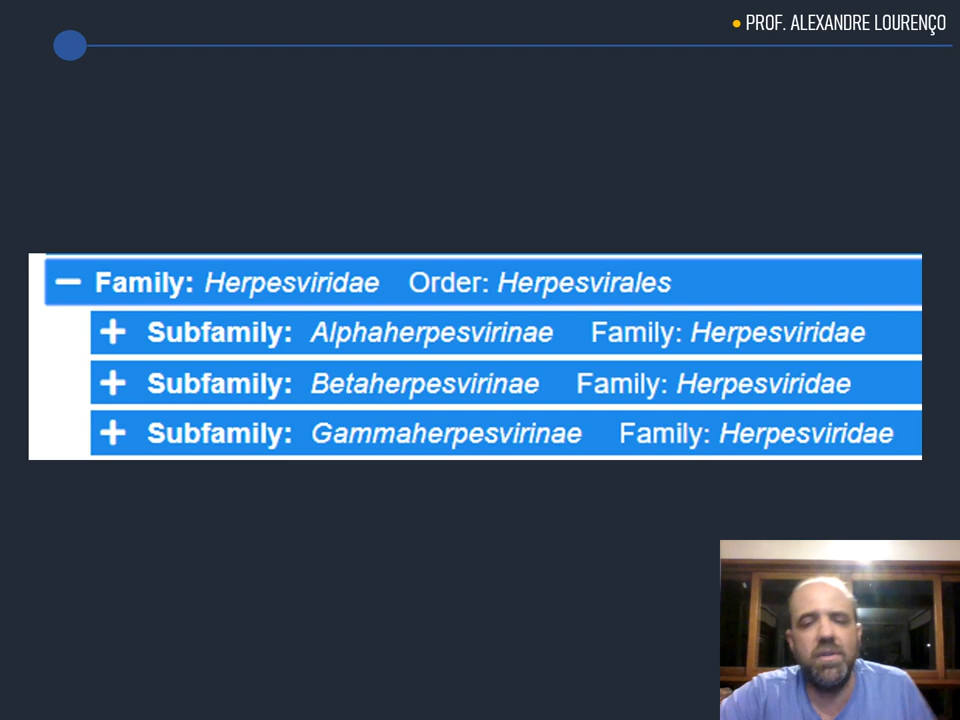 PROF. ALEXANDRE LOURENÇO
Family: Herpesviridae Order: Herpesvirales
Subfamily: Alphaherpesvirinae Family: Herpesviridae
Subfamily: Betaherpesvirinae Family: Herpesviridae
Subfamily: Gammaherpesvirinae Family: Herpesviridae